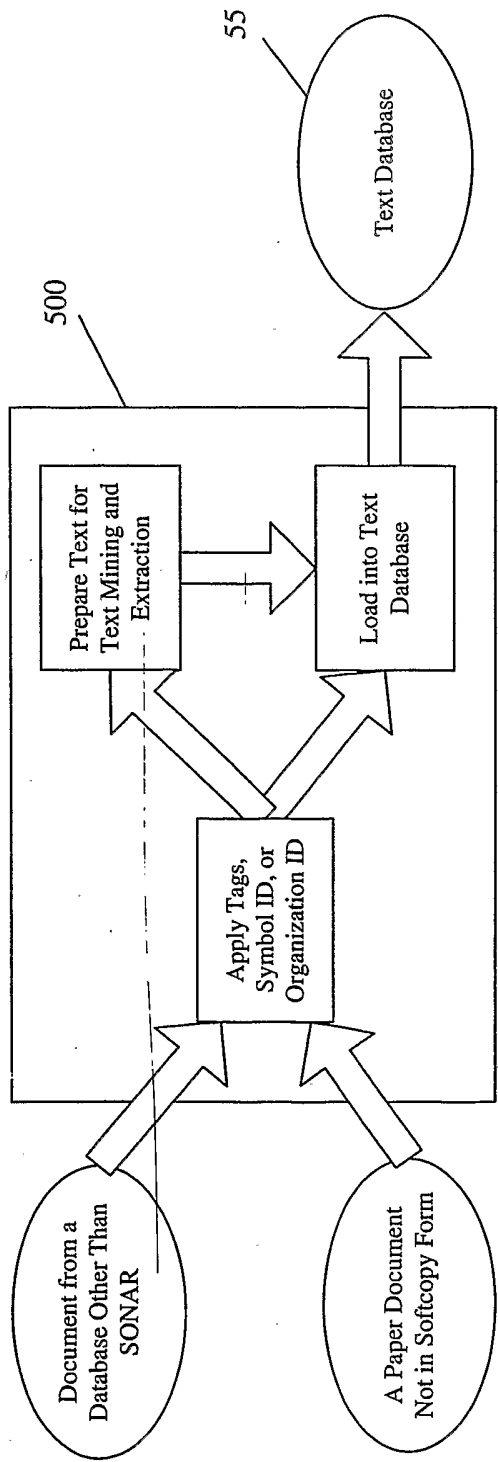 Document from a
Database Other Than
SONAR
A Paper Document
Not in Softcopy Form
Apply Tags,
Symbol ID, or
Organization ID
Prepare Text for
Text Mining and
Extraction
Load into Text
Database
500
Text Database
55